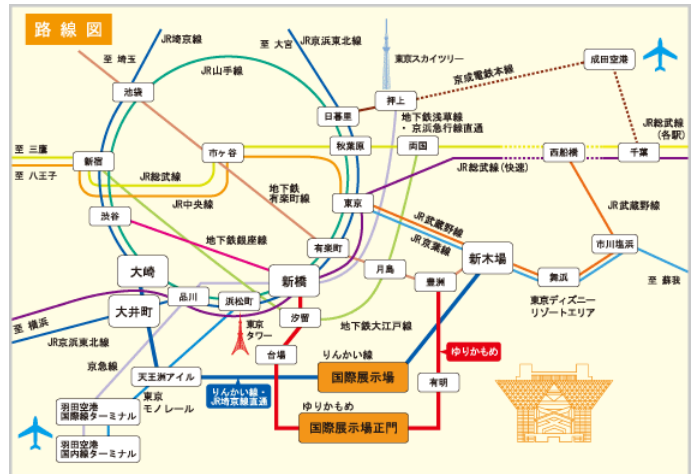 路線図
JR埼京線
至 大宮
JR京浜東北線
至 埼玉
JR山手線
東京スカイツリー
成田空港
京成電鉄本線
池袋
押上
日暮里
地下鉄浅草線
・京浜急行線直通
JR総武線
(各駅)
至 三鷹
新宿
市ヶ谷
秋葉原
両国
西船橋
千葉
至 八王子
JR総武線
JR総武線(快速)
JR中央線
地下鉄
有楽町線
東京
JR武蔵野線
渋谷
JR武蔵野線
JR京葉線
地下鉄銀座線
有楽町
新木場
市川塩浜
大崎
新橋
月島
豊洲
舞浜
至 蘇我
品川
浜松町
大井町
汐留
東京ディズニー
リゾートエリア
至 横浜
東京
タワー
地下鉄大江戸線
JR京浜東北線
台場
りんかい線
ゆりかもめ
京急線
天王洲アイル
国際展示場
有明
りんかい線・
JR埼京線直通
東京
モノレール
ゆりかもめ
羽田空港
国際線ターミナル
国際展示場正門
羽田空港
国内線ターミナル